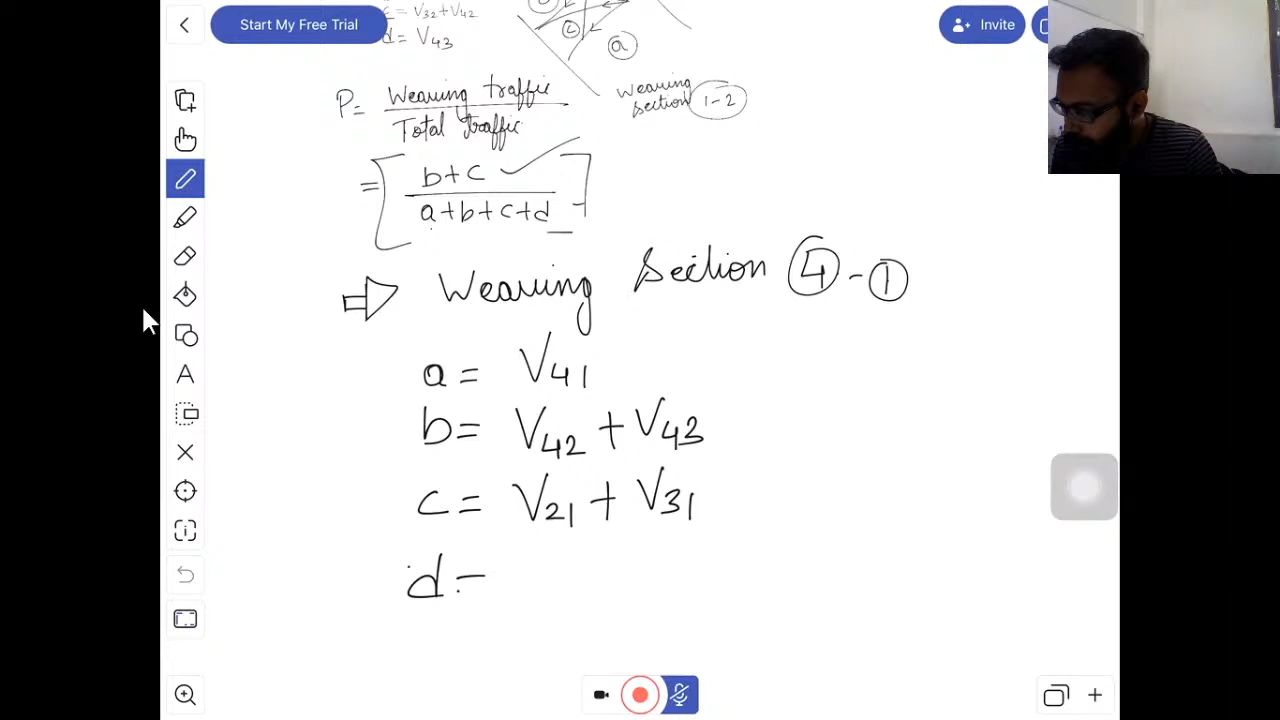 Start My Free Trial
Invite
c = V32+V42
d = V43
c
a
P= Weaving traffic
Total traffic
weaving
section 1-2
= b+c
a+b+c+d
Weaving Section 4 - 1
a = V41
b = V42 + V43
c = V21 + V31
d =
A